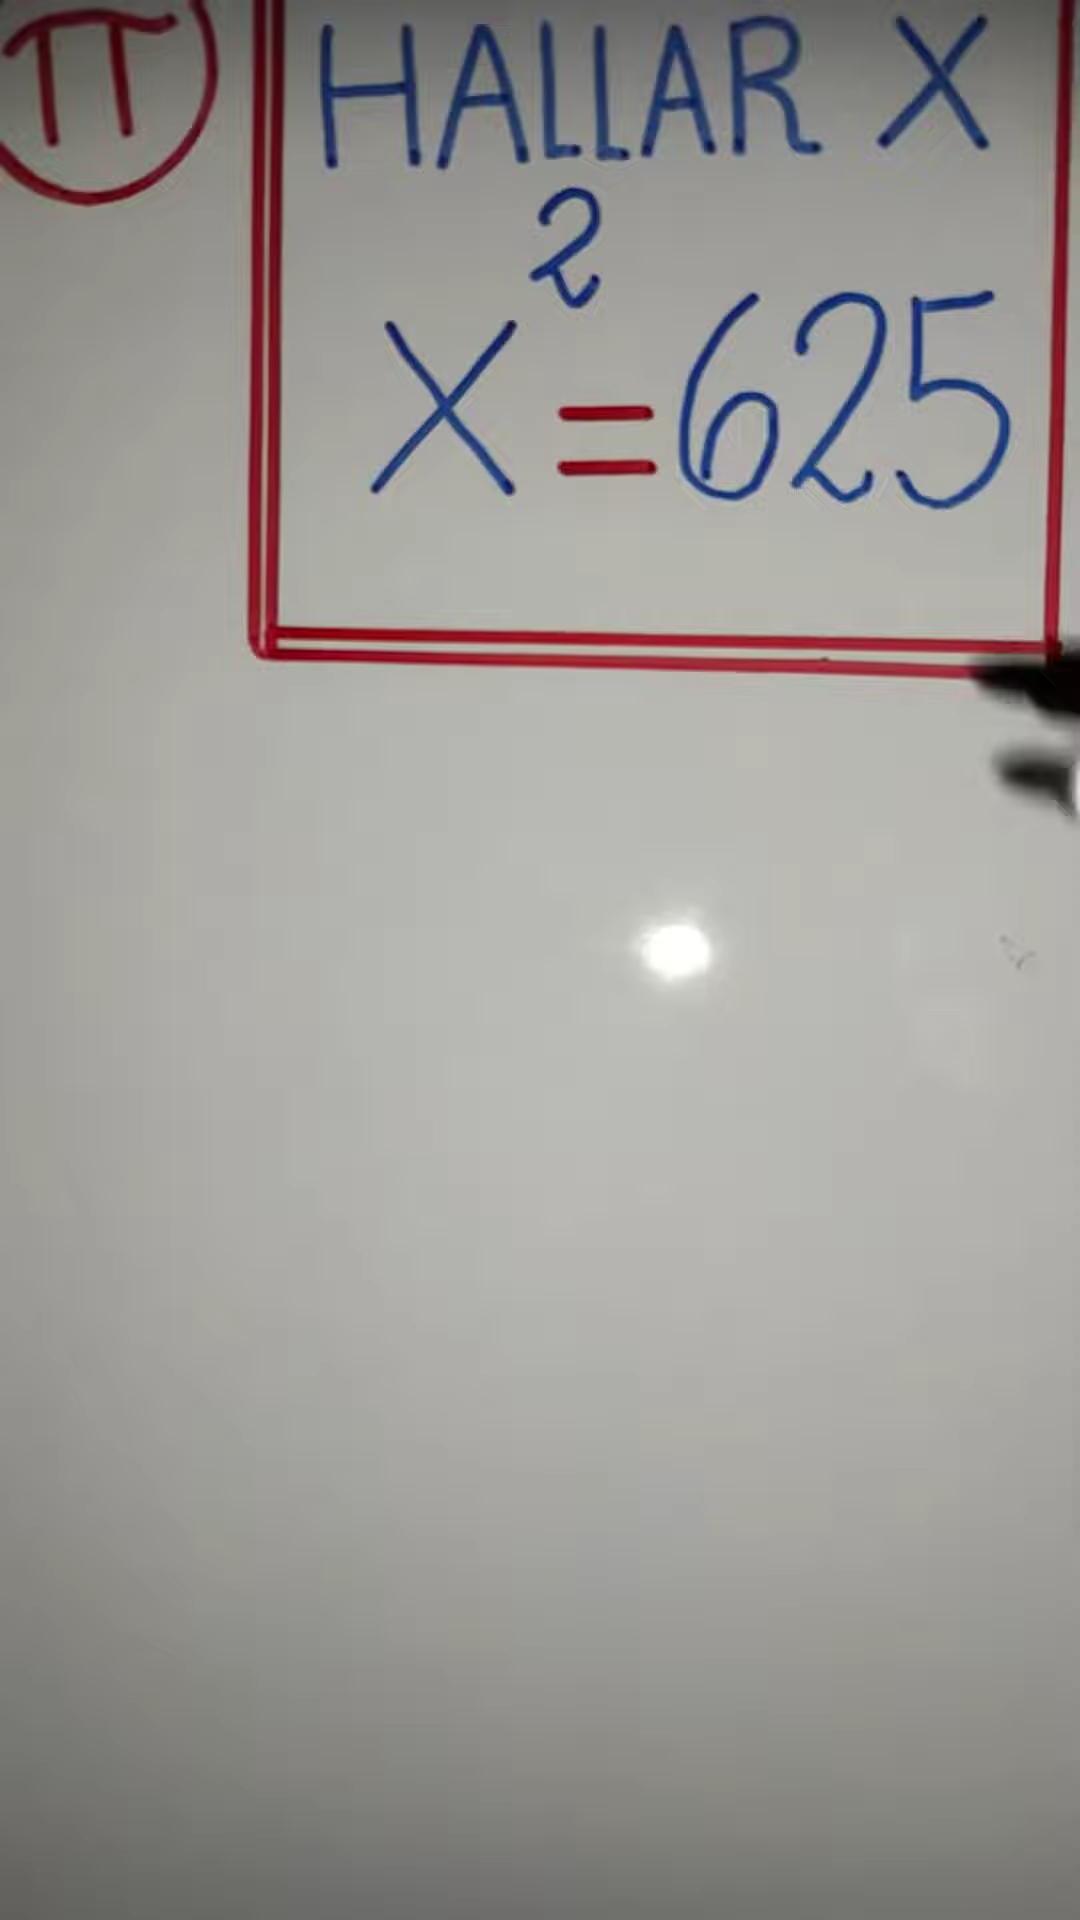 π
HALLAR X
X² = 625